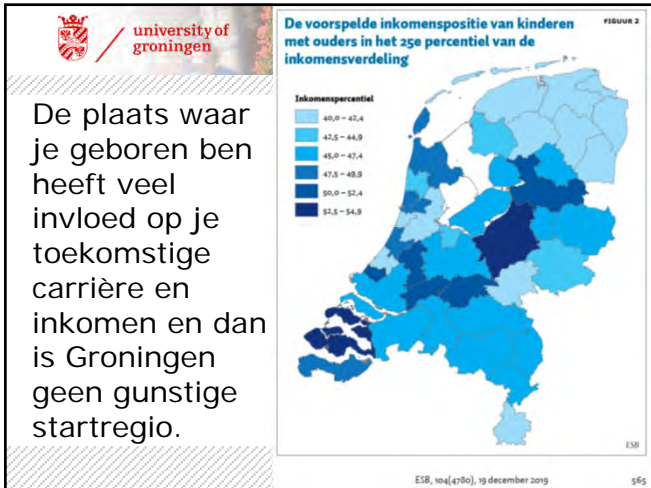 university of
groningen
De plaats waar
je geboren ben
heeft veel
invloed op je
toekomstige
carrière en
inkomen en dan
is Groningen
geen gunstige
startregio.
De voorspelde inkomenspositie van kinderen
met ouders in het 25e percentiel van de
inkomensverdeling
FIGUUR 2
Inkomenspercentiel
40,0 – 42,4
42,5 – 44,9
45,0 – 47,4
47,5 – 49,9
50,0 – 52,4
52,5 – 54,9
ESB
ESB, 104(4780), 19 december 2019
565